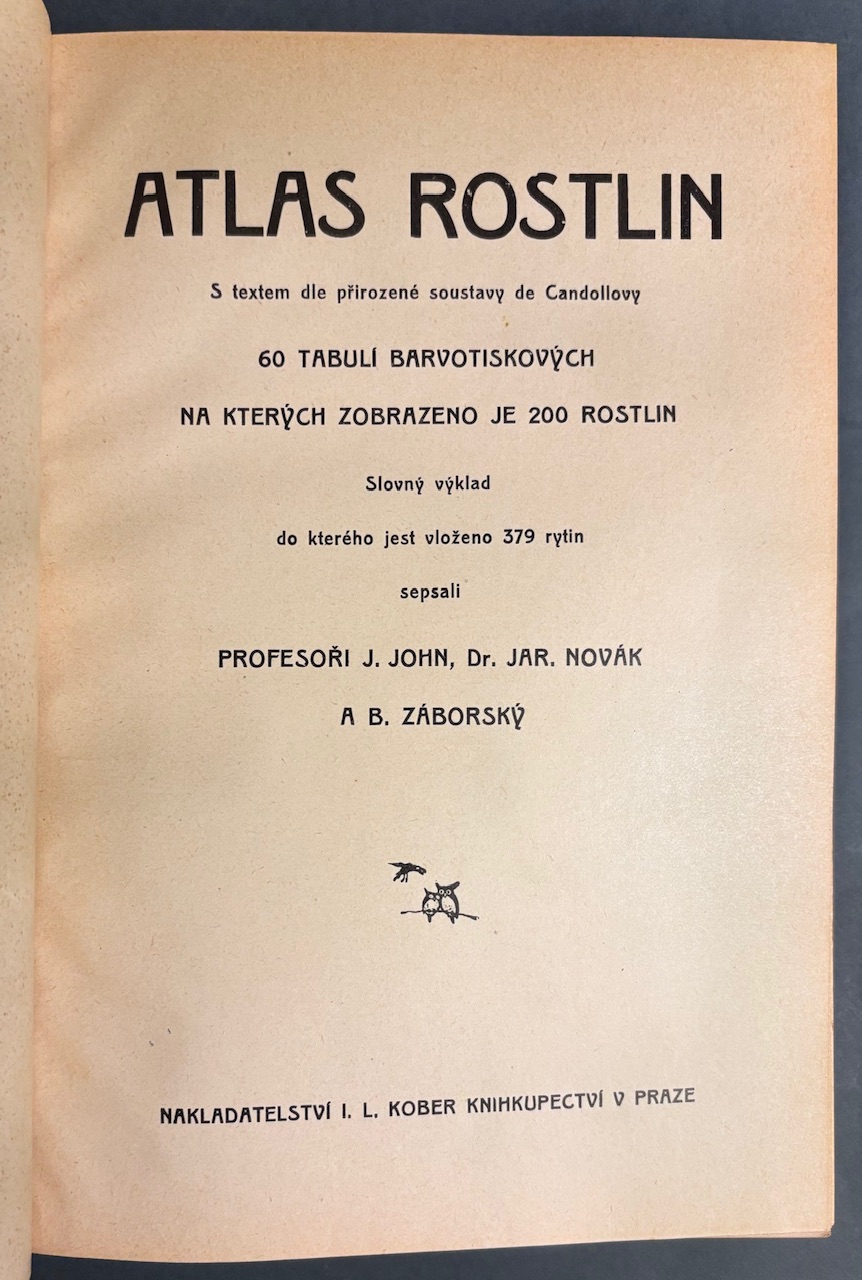 ATLAS ROSTLIN
S textem dle přirozené soustavy de Candollovy
60 TABULÍ BARVOTISKOVÝCH
NA KTERÝCH ZOBRAZENO JE 200 ROSTLIN
Slovný výklad
do kterého jest vloženo 379 rytin
sepsali
PROFESOŘI J. JOHN, Dr. JAR. NOVÁK
A B. ZÁBORSKÝ
NAKLADATELSTVÍ I. L. KOBER KNIHKUPECTVÍ V PRAZE